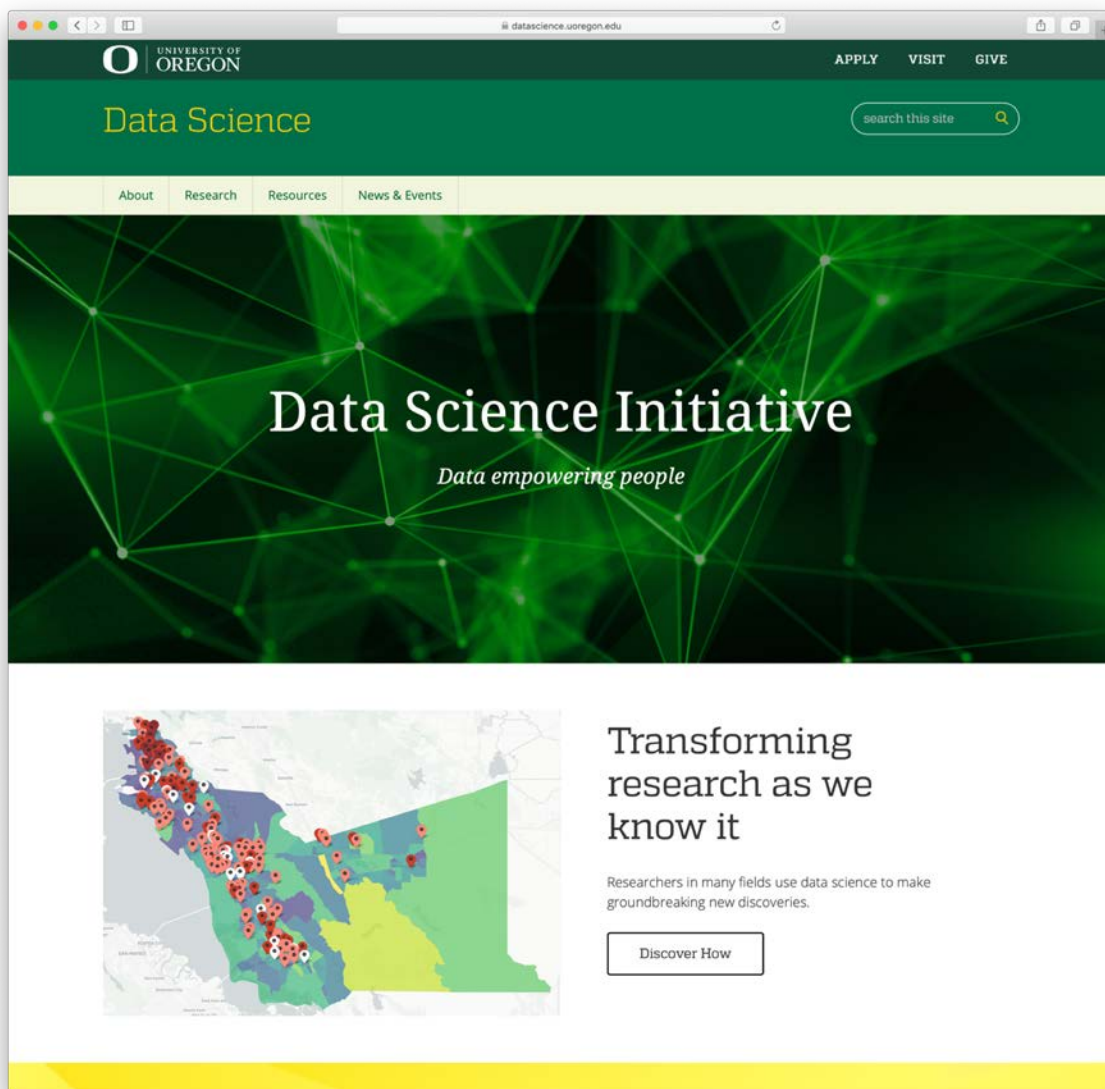 datascience.uoregon.edu
UNIVERSITY OF
OREGON
APPLY VISIT GIVE
Data Science
search this site
About Research Resources News & Events
Data Science Initiative
Data empowering people
Transforming
research as we
know it
Researchers in many fields use data science to make
groundbreaking new discoveries.
Discover How